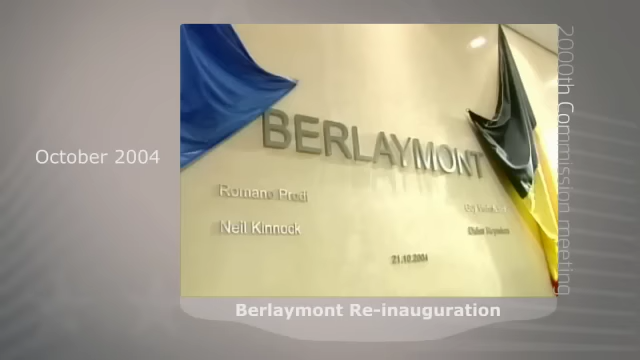 October 2004
BERLAYMONT
Romano Prodi
Neil Kinnock
21.10.2004
Berlaymont Re-inauguration
2000th Commission meeting